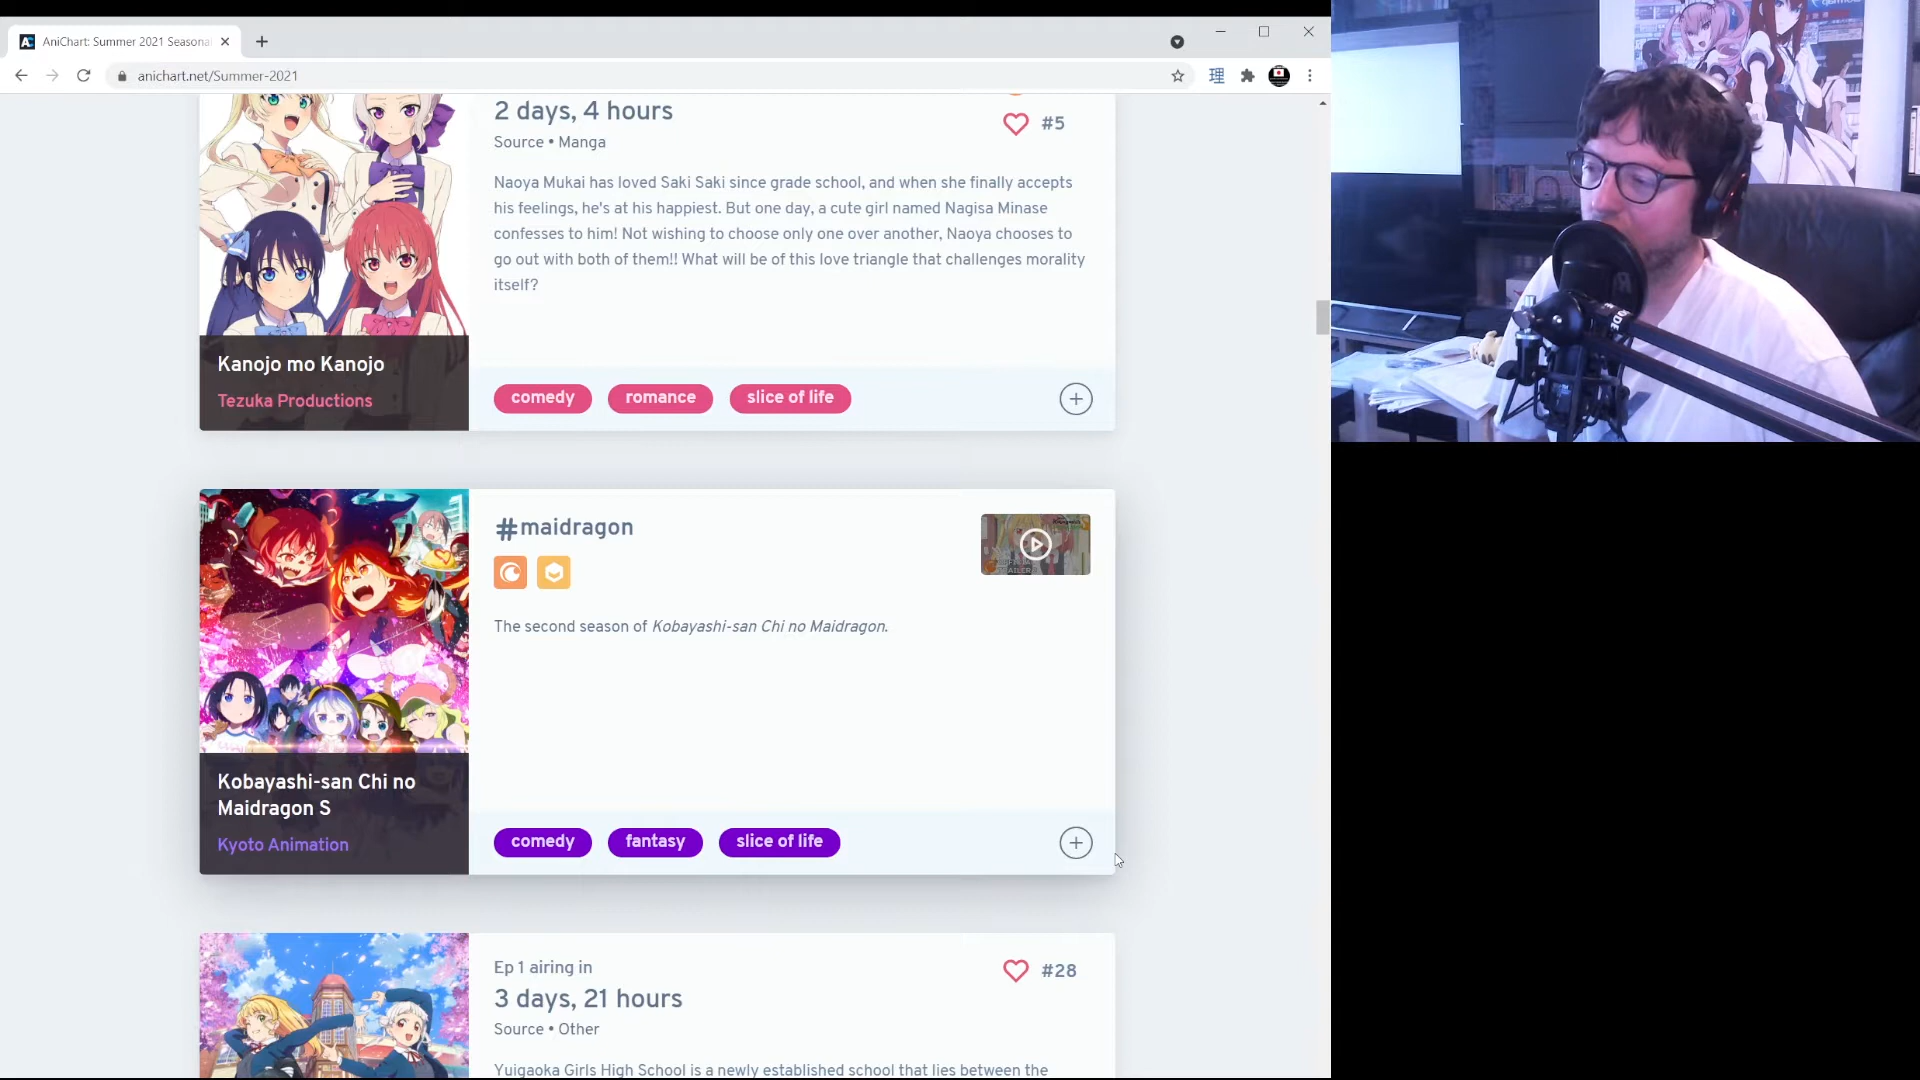 AniChart: Summer 2021 Seasona
anichart.net/Summer-2021
理
2 days, 4 hours
#5
Source • Manga
Naoya Mukai has loved Saki Saki since grade school, and when she finally accepts
his feelings, he's at his happiest. But one day, a cute girl named Nagisa Minase
confesses to him! Not wishing to choose only one over another, Naoya chooses to
go out with both of them!! What will be of this love triangle that challenges morality
itself?
Kanojo mo Kanojo
Tezuka Productions
comedy
romance
slice of life
#maidragon
The second season of Kobayashi-san Chi no Maidragon.
Kobayashi-san Chi no
Maidragon S
Kyoto Animation
comedy
fantasy
slice of life
Ep 1 airing in
#28
3 days, 21 hours
Source • Other
Yuigaoka Girls High School is a newly established school that lies between the